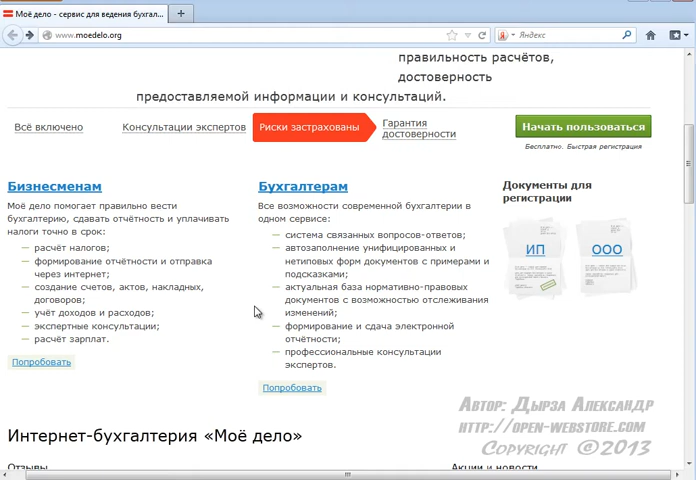 Моё дело - сервис для ведения бухгал...
www.moedelo.org
Яндекс
правильность расчётов,
достоверность
предоставляемой информации и консультаций.
Всё включено
Консультации экспертов
Риски застрахованы
Гарантия
достоверности
Начать пользоваться
Бесплатно. Быстрая регистрация
Бизнесменам
Моё дело помогает правильно вести
бухгалтерию, сдавать отчётность и уплачивать
налоги точно в срок:
— расчёт налогов;
— формирование отчётности и отправка
через интернет;
— создание счетов, актов, накладных,
договоров;
— учёт доходов и расходов;
— экспертные консультации;
— расчёт зарплат.
Попробовать
Бухгалтерам
Все возможности современной бухгалтерии в
одном сервисе:
— система связанных вопросов-ответов;
— автозаполнение унифицированных и
нетиповых форм документов с примерами и
подсказками;
— актуальная база нормативно-правовых
документов с возможностью отслеживания
изменений;
— формирование и сдача электронной
отчётности;
— профессиональные консультации
экспертов.
Попробовать
Документы для
регистрации
ИП
ООО
Автор: Дырза Александр
http://open-webstore.com
Copyright ©2013
Интернет-бухгалтерия «Моё дело»
Отзывы
Акции и новости